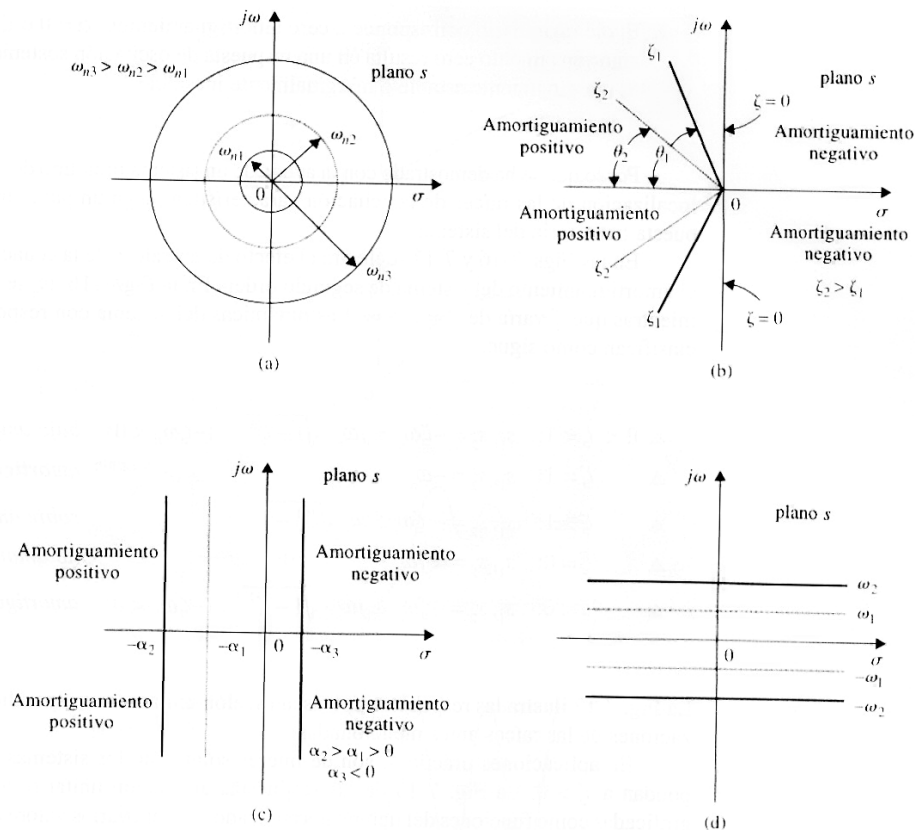 jω
ωn3 > ωn2 > ωn1
plano s
ωn1
ωn2
0
σ
ωn3
(a)
jω
ζ1
plano s
ζ2
ζ = 0
Amortiguamiento
positivo
θ2
θ1
Amortiguamiento
negativo
0
σ
Amortiguamiento
positivo
Amortiguamiento
negativo
ζ2
ζ2 > ζ1
ζ1
ζ = 0
(b)
jω
plano s
Amortiguamiento
positivo
Amortiguamiento
negativo
−α2
−α1
0
−α3
σ
Amortiguamiento
positivo
Amortiguamiento
negativo
α2 > α1 > 0
α3 < 0
(c)
jω
plano s
ω2
ω1
0
σ
−ω1
−ω2
(d)